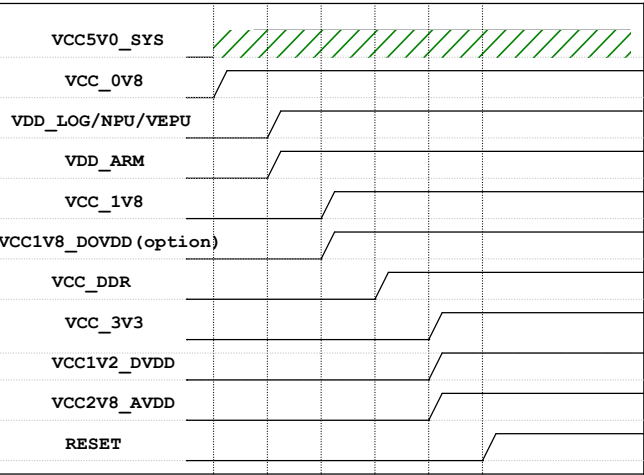 VCC5V0_SYS
VCC_0V8
VDD_LOG/NPU/VEPU
VDD_ARM
VCC_1V8
VCC1V8_DOVDD(option)
VCC_DDR
VCC_3V3
VCC1V2_DVDD
VCC2V8_AVDD
RESET